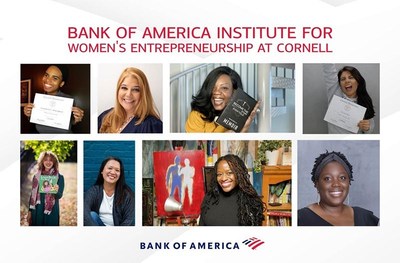 BANK OF AMERICA INSTITUTE FOR
WOMEN'S ENTREPRENEURSHIP AT CORNELL
BANK OF AMERICA